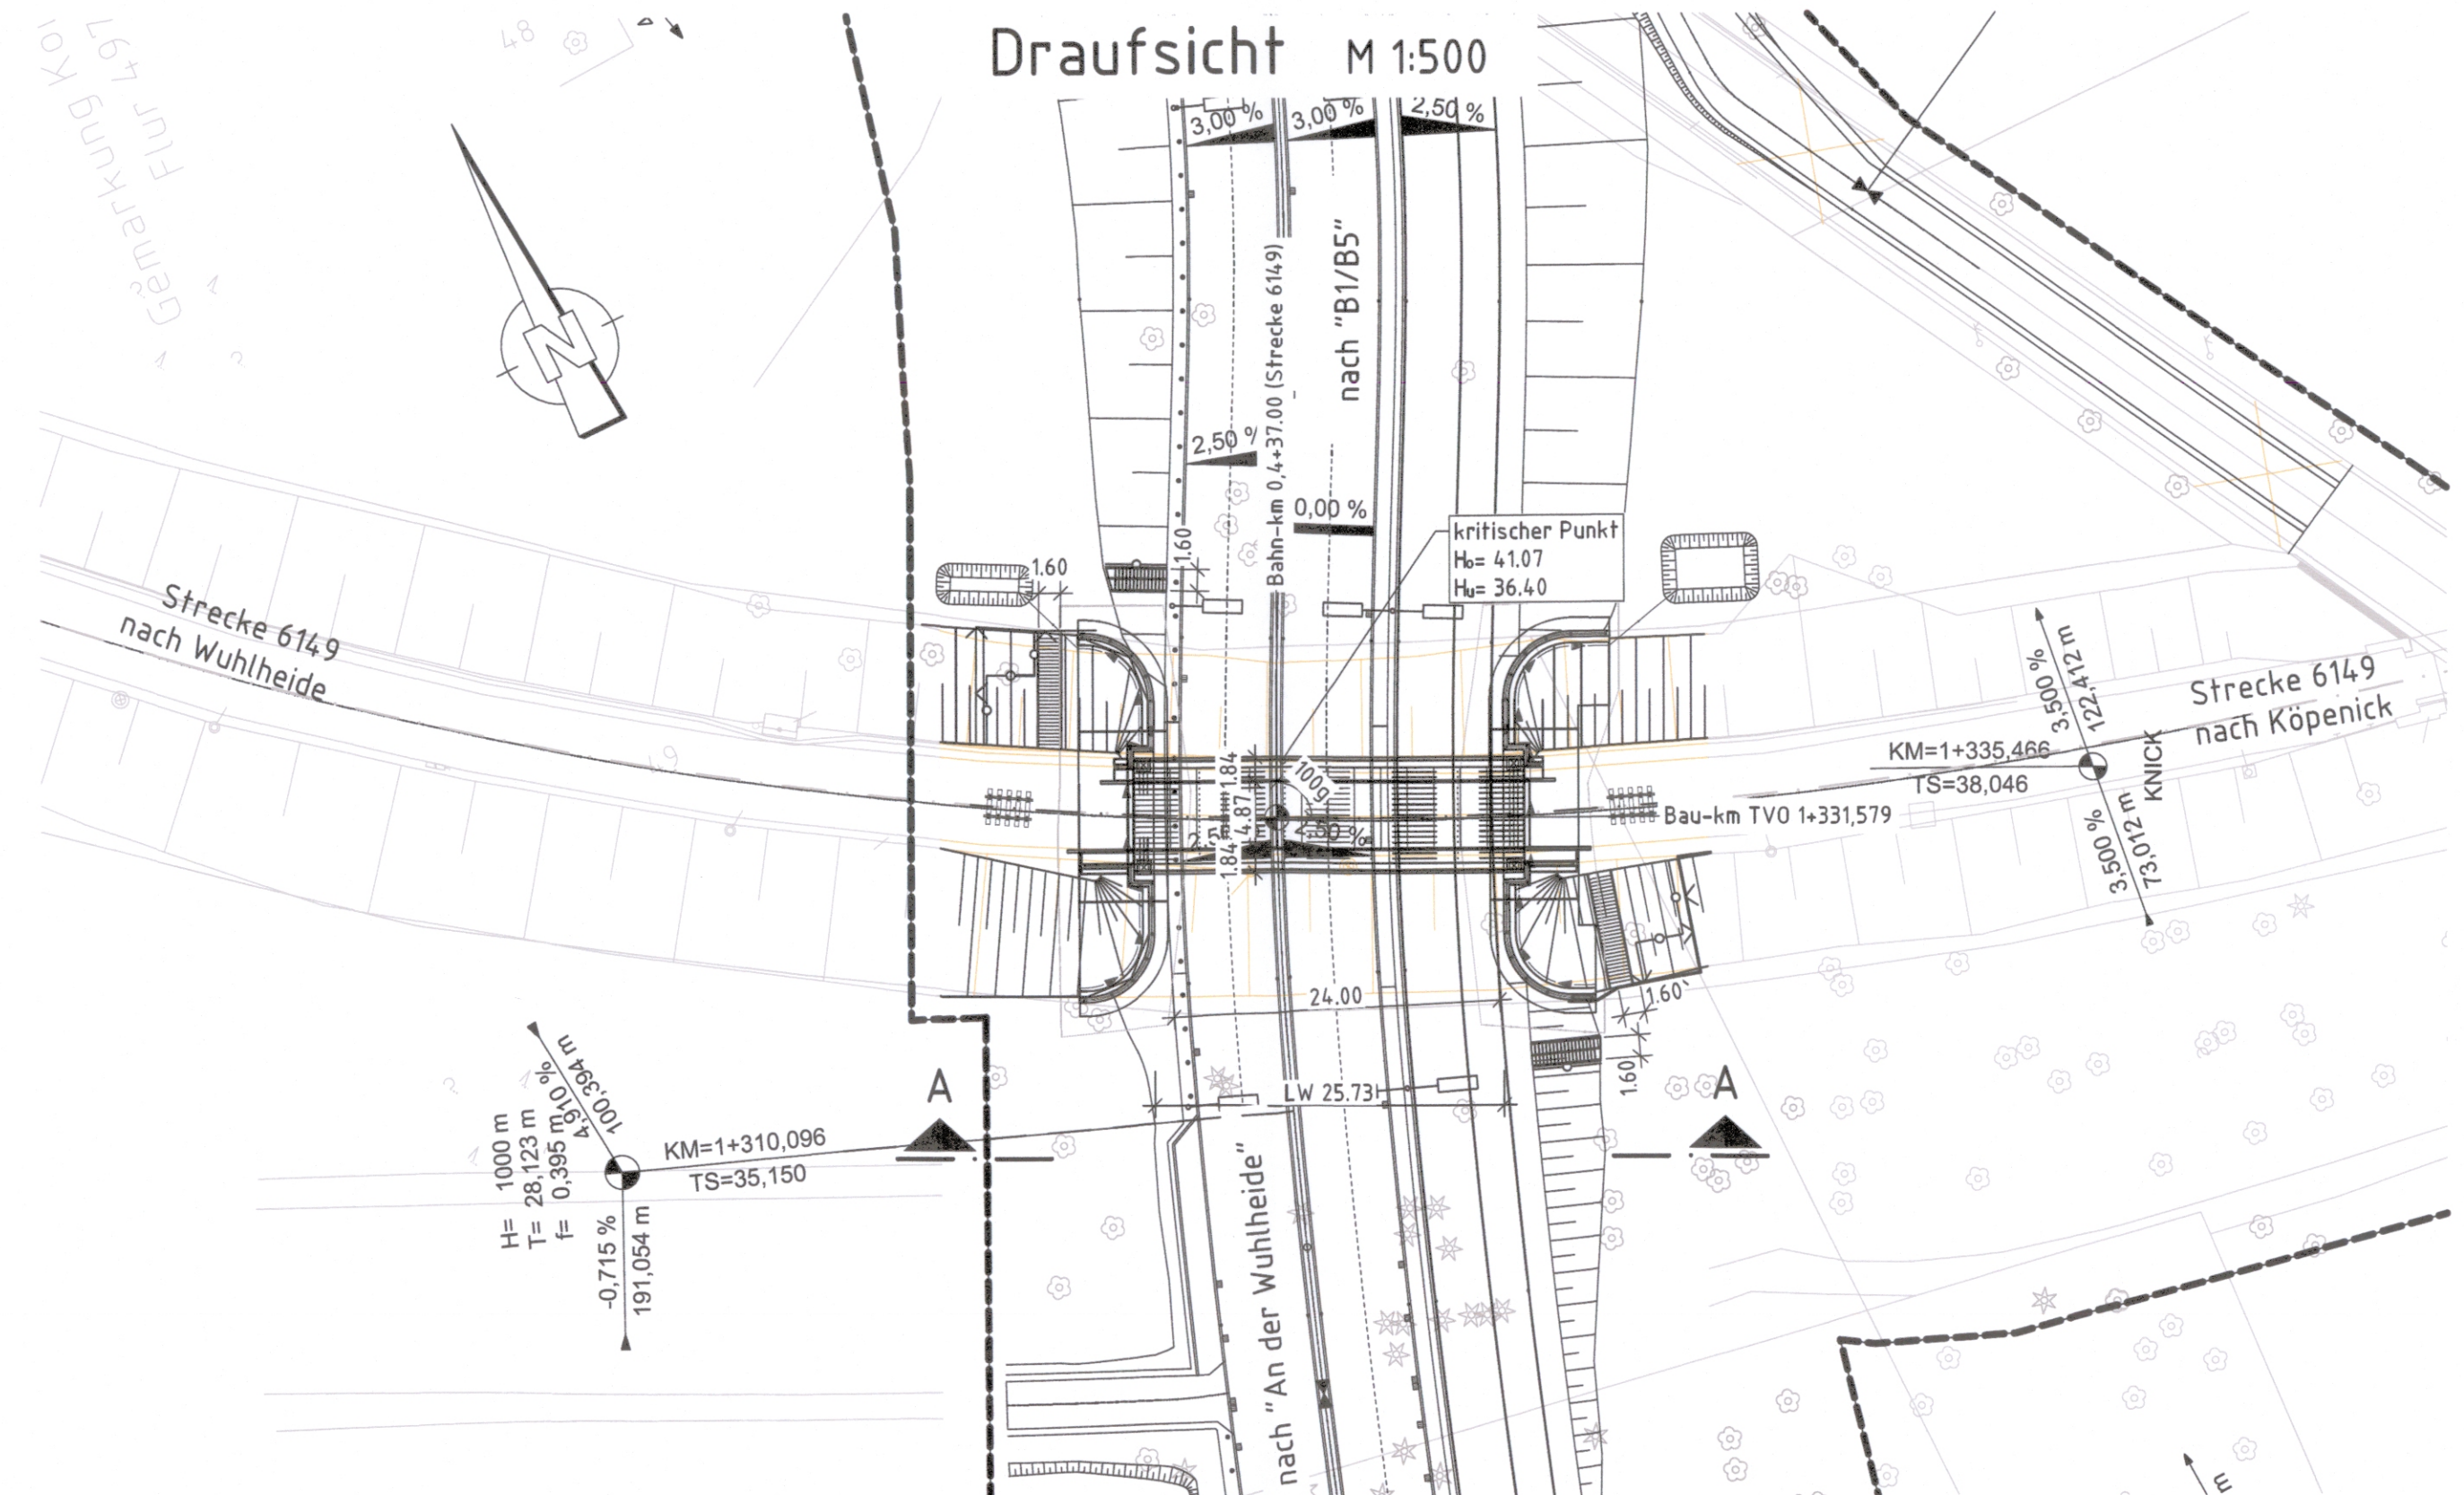 Draufsicht M 1:500
48
Flur 497
3,00 %
3,00 %
2,50 %
N
Bahn-km 0,4+37.00 (Strecke 6149)
nach "B1/B5"
2,50 %
0,00 %
kritischer Punkt
Ho= 41.07
Hu= 36.40
1.60
1.60
Strecke 6149
nach Wuhlheide
49
Strecke 6149
nach Köpenick
3,500 %
122,412 m
KM=1+335,466
TS=38,046
KNICK
3,500 %
73,012 m
Bau-km TVO 1+331,579
1.84
4.87
1.84
100g
2,50 %
24.00
1.60
1.60
LW 25.73
A
A
4,910 %
100,394 m
H= 1000 m
T= 28,123 m
f= 0,395 m
KM=1+310,096
TS=35,150
-0,715 %
191,054 m
nach "An der Wuhlheide"
m